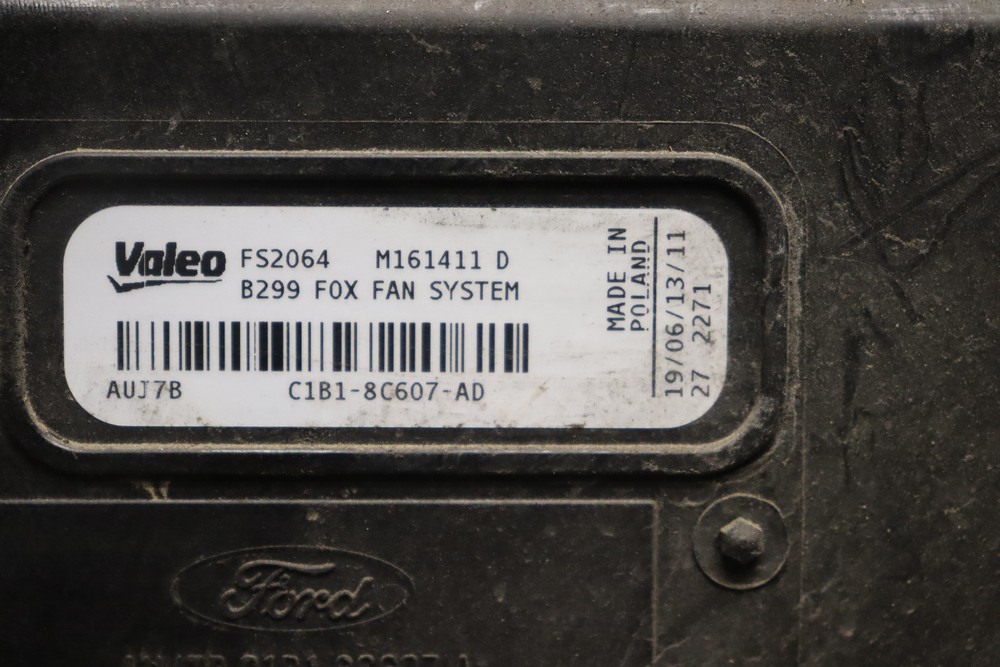 Valeo FS2064 M161411 D
B299 FOX FAN SYSTEM
AUJ7B C1B1-8C607-AD
MADE IN
POLAND
19/06/13/11
27 2271
Ford